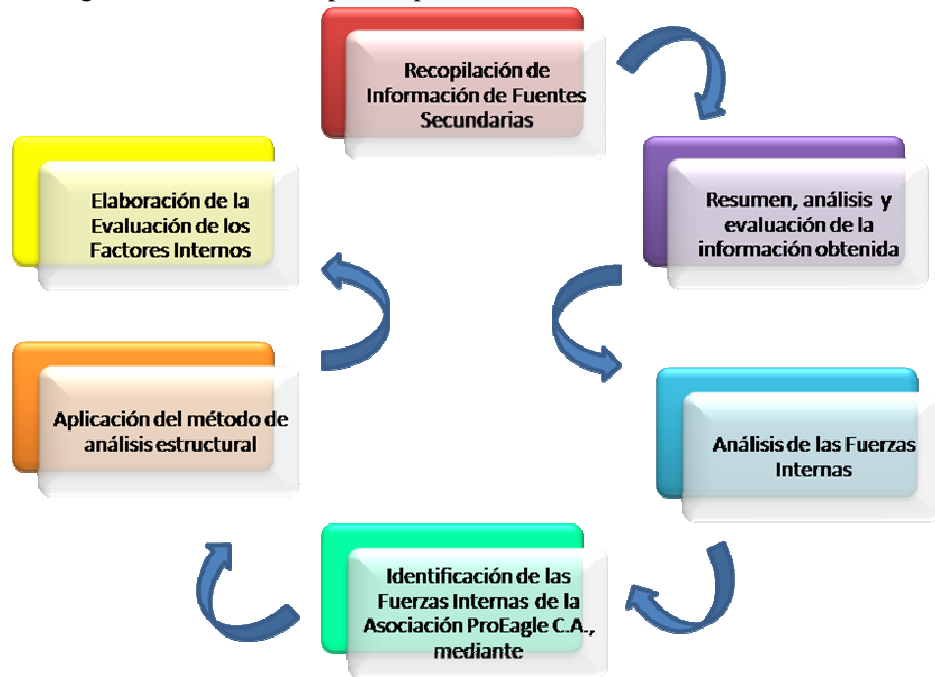 Recopilación de
Información de Fuentes
Secundarias
Resumen, análisis y
evaluación de la
información obtenida
Análisis de las Fuerzas
Internas
Identificación de las
Fuerzas Internas de la
Asociación ProEagle C.A.,
mediante
Aplicación del método de
análisis estructural
Elaboración de la
Evaluación de los
Factores Internos